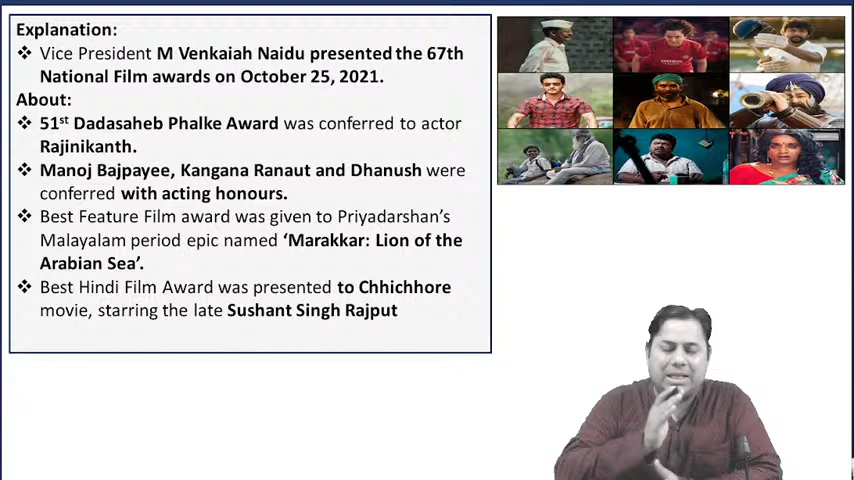 Explanation:
❖ Vice President M Venkaiah Naidu presented the 67th
National Film awards on October 25, 2021.
About:
❖ 51st Dadasaheb Phalke Award was conferred to actor
Rajinikanth.
❖ Manoj Bajpayee, Kangana Ranaut and Dhanush were
conferred with acting honours.
❖ Best Feature Film award was given to Priyadarshan’s
Malayalam period epic named ‘Marakkar: Lion of the
Arabian Sea’.
❖ Best Hindi Film Award was presented to Chhichhore
movie, starring the late Sushant Singh Rajput